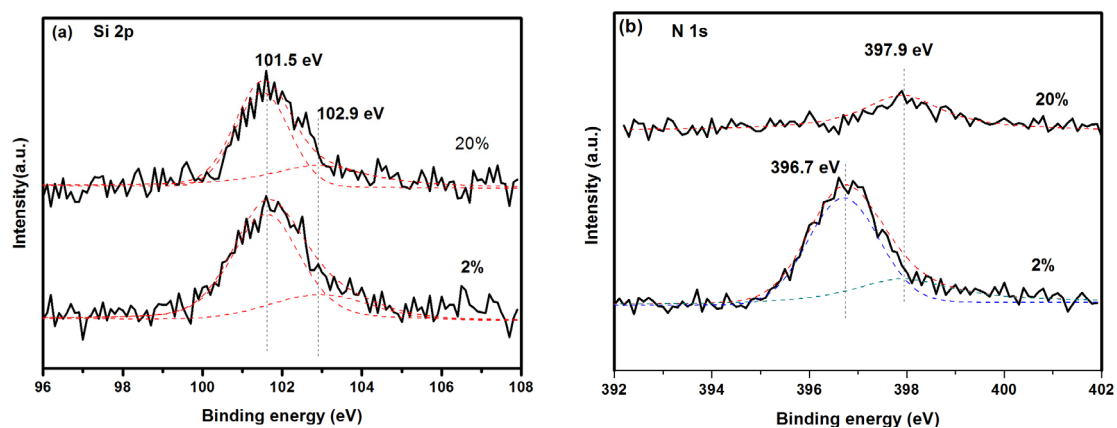 (a) Si 2p
101.5 eV
102.9 eV
20%
2%
Intensity(a.u.)
96 98 100 102 104 106 108
Binding energy (eV)
(b) N 1s
397.9 eV
20%
396.7 eV
2%
Intensity (a.u.)
392 394 396 398 400 402
Binding energy (eV)